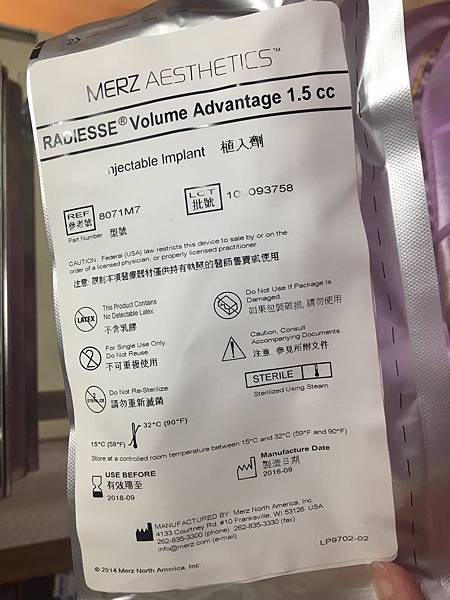 MERZ AESTHETICS™
RADIESSE® Volume Advantage 1.5 cc
njectable Implant 植入劑
REF 參考號 8071M7
Part Number 型號
LOT 批號
CAUTION: Federal (USA) law restricts this device to sale by or on the
order of a licensed physician, or properly licensed practitioner.
注意: 限制本項醫療器材僅供持有執照的醫師售賣或使用
LATEX
This Product Contains
No Detectable Latex.
不含乳膠
Do Not Use If Package Is
Damaged.
如果包裝破損, 請勿使用
2
For Single Use Only.
Do Not Reuse.
不可重複使用
Caution, Consult
Accompanying Documents
注意. 參見所附文件
Do Not Re-Sterilize.
請勿重新滅菌
STERILE
Sterilized Using Steam
32°C (90°F)
15°C (59°F)
Store at a controlled room temperature between 15°C and 32°C (59°F and 90°F)
USE BEFORE
有效期至
2018-09
Manufacture Date
製造日期
2016-09
MANUFACTURED BY: Merz North America, Inc
4133 Courtney Rd. #10 Franksville, WI 53126 USA
262-835-3300 (phone) 262-835-3330 (fax)
info@merz.com (e-mail)
LP9702-02
© 2014 Merz North America, Inc